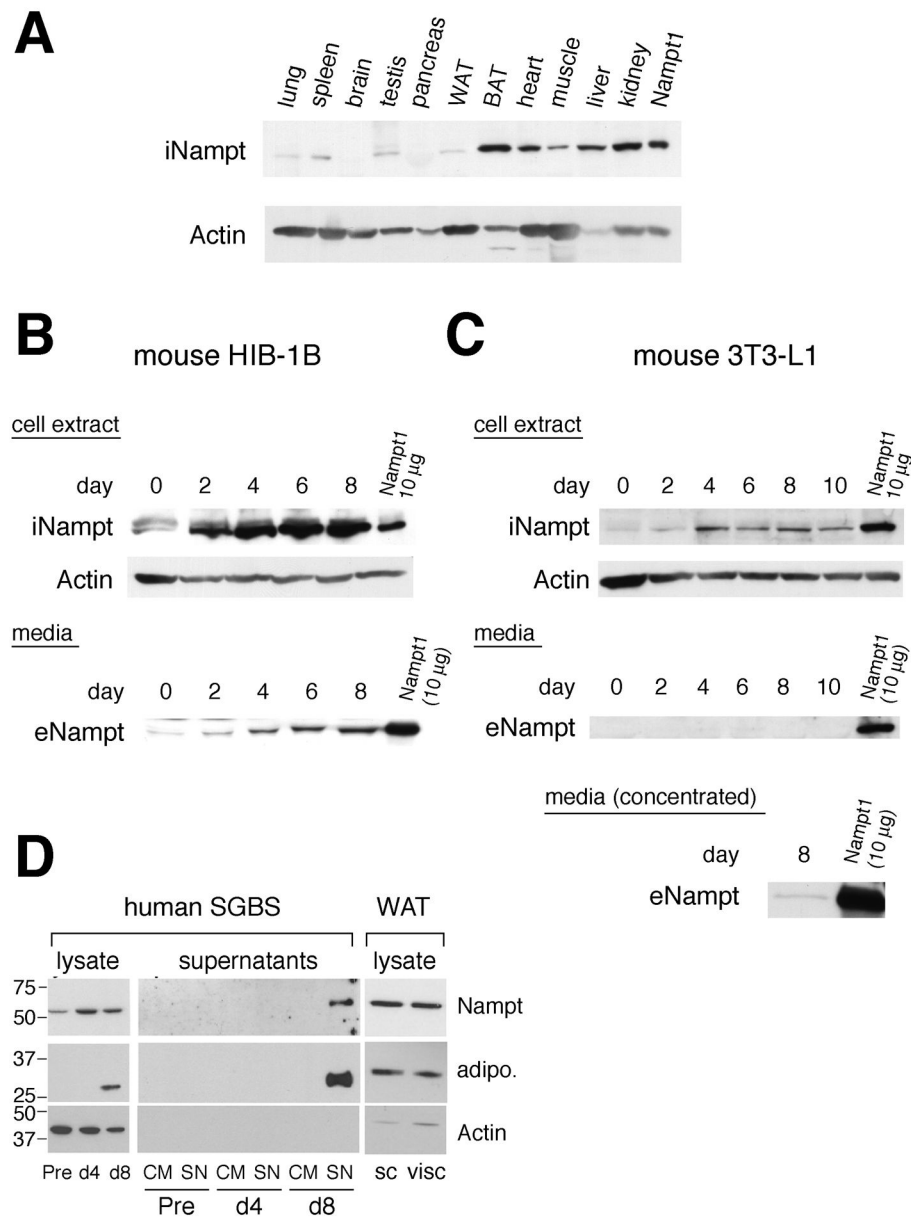 A
lung spleen brain testis pancreas WAT BAT heart muscle liver kidney Nampt1
iNampt
Actin
B
mouse HIB-1B
cell extract
day 0 2 4 6 8 Nampt1 10 µg
iNampt
Actin
media
day 0 2 4 6 8 Nampt1 (10 µg)
eNampt
C
mouse 3T3-L1
cell extract
day 0 2 4 6 8 10 Nampt1 10 µg
iNampt
Actin
media
day 0 2 4 6 8 10 Nampt1 (10 µg)
eNampt
media (concentrated)
day 8 Nampt1 (10 µg)
eNampt
D
human SGBS WAT
lysate supernatants lysate
75
50
Nampt
37
25
adipo.
50
37
Actin
Pre d4 d8 CM SN CM SN CM SN sc visc
Pre d4 d8